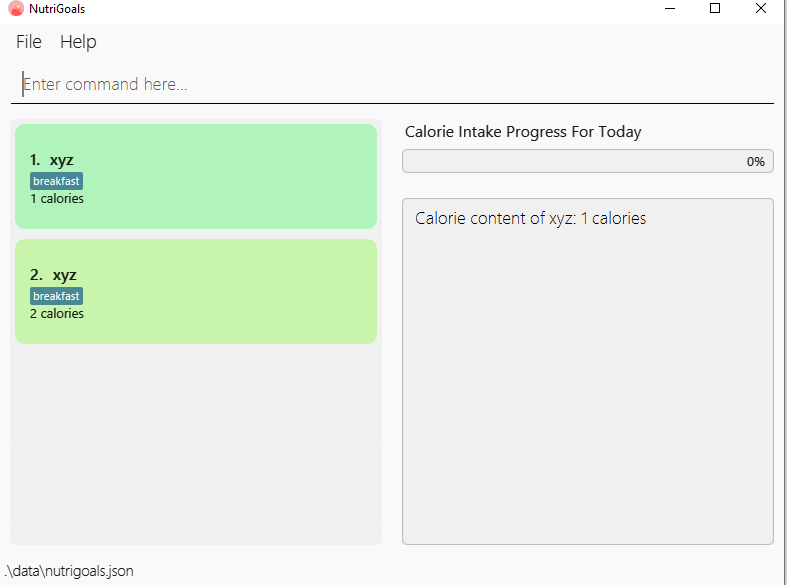 NutriGoals
File Help
Enter command here...
1. xyz
breakfast
1 calories
2. xyz
breakfast
2 calories
Calorie Intake Progress For Today
0%
Calorie content of xyz: 1 calories
.\data\nutrigoals.json